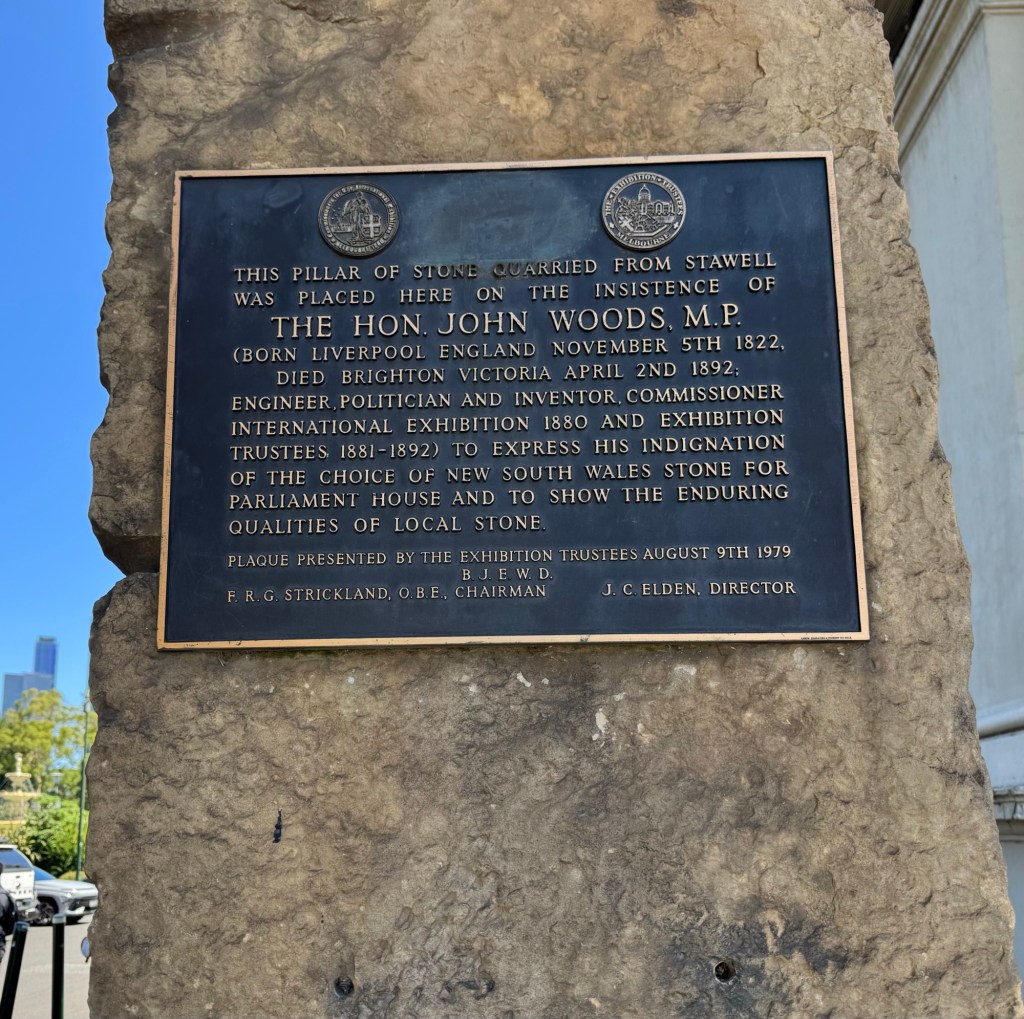 THE · EXHIBITION · TRUSTEES
MELBOURNE
THIS PILLAR OF STONE QUARRIED FROM STAWELL
WAS PLACED HERE ON THE INSISTENCE OF
THE HON. JOHN WOODS, M.P.
(BORN LIVERPOOL ENGLAND NOVEMBER 5TH 1822,
DIED BRIGHTON VICTORIA APRIL 2ND 1892;
ENGINEER, POLITICIAN AND INVENTOR, COMMISSIONER
INTERNATIONAL EXHIBITION 1880 AND EXHIBITION
TRUSTEES 1881-1892) TO EXPRESS HIS INDIGNATION
OF THE CHOICE OF NEW SOUTH WALES STONE FOR
PARLIAMENT HOUSE AND TO SHOW THE ENDURING
QUALITIES OF LOCAL STONE.
PLAQUE PRESENTED BY THE EXHIBITION TRUSTEES AUGUST 9TH 1979
B. J. E. W. D.
F. R. G. STRICKLAND, O.B.E., CHAIRMAN J. C. ELDEN, DIRECTOR